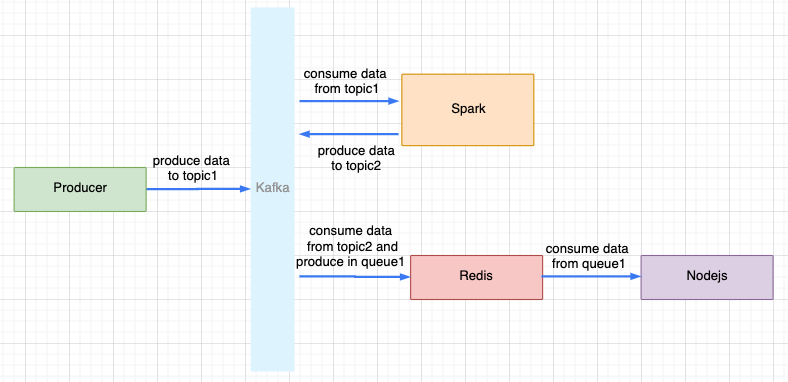 consume data
from topic1
Spark
produce data
to topic2
produce data
to topic1
Producer
Kafka
consume data
from topic2 and
produce in queue1
Redis
consume data
from queue1
Nodejs